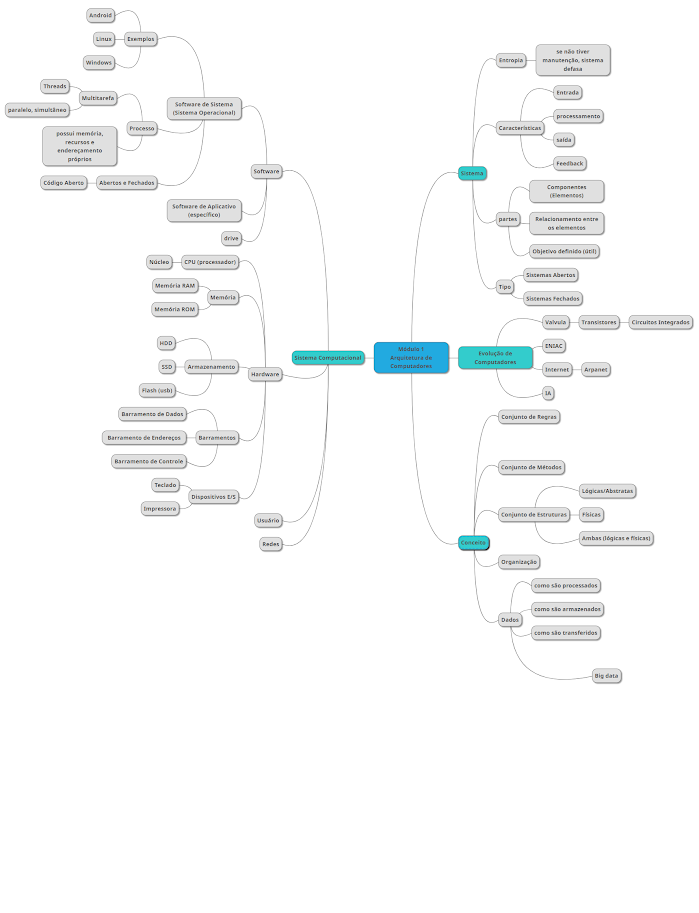 Módulo 1
Arquitetura de
Computadores
Sistema
Entropia
se não tiver
manutenção, sistema
defasa
Características
Entrada
processamento
saída
Feedback
partes
Componentes
(Elementos)
Relacionamento entre
os elementos
Objetivo definido (útil)
Tipo
Sistemas Abertos
Sistemas Fechados
Evolução de
Computadores
Valvula
Transistores
Circuitos Integrados
ENIAC
Internet
Arpanet
IA
Conceito
Conjunto de Regras
Conjunto de Métodos
Conjunto de Estruturas
Lógicas/Abstratas
Físicas
Ambas (lógicas e físicas)
Organização
Dados
como são processados
como são armazenados
como são transferidos
Big data
Sistema Computacional
Software
Software de Sistema
(Sistema Operacional)
Exemplos
Android
Linux
Windows
Processo
Multitarefa
Threads
paralelo, simultâneo
possui memória,
recursos e
endereçamento
próprios
Abertos e Fechados
Código Aberto
Software de Aplicativo
(específico)
drive
Hardware
CPU (processador)
Núcleo
Memória
Memória RAM
Memória ROM
Armazenamento
HDD
SSD
Flash (usb)
Barramentos
Barramento de Dados
Barramento de Endereços
Barramento de Controle
Dispositivos E/S
Teclado
Impressora
Usuário
Redes